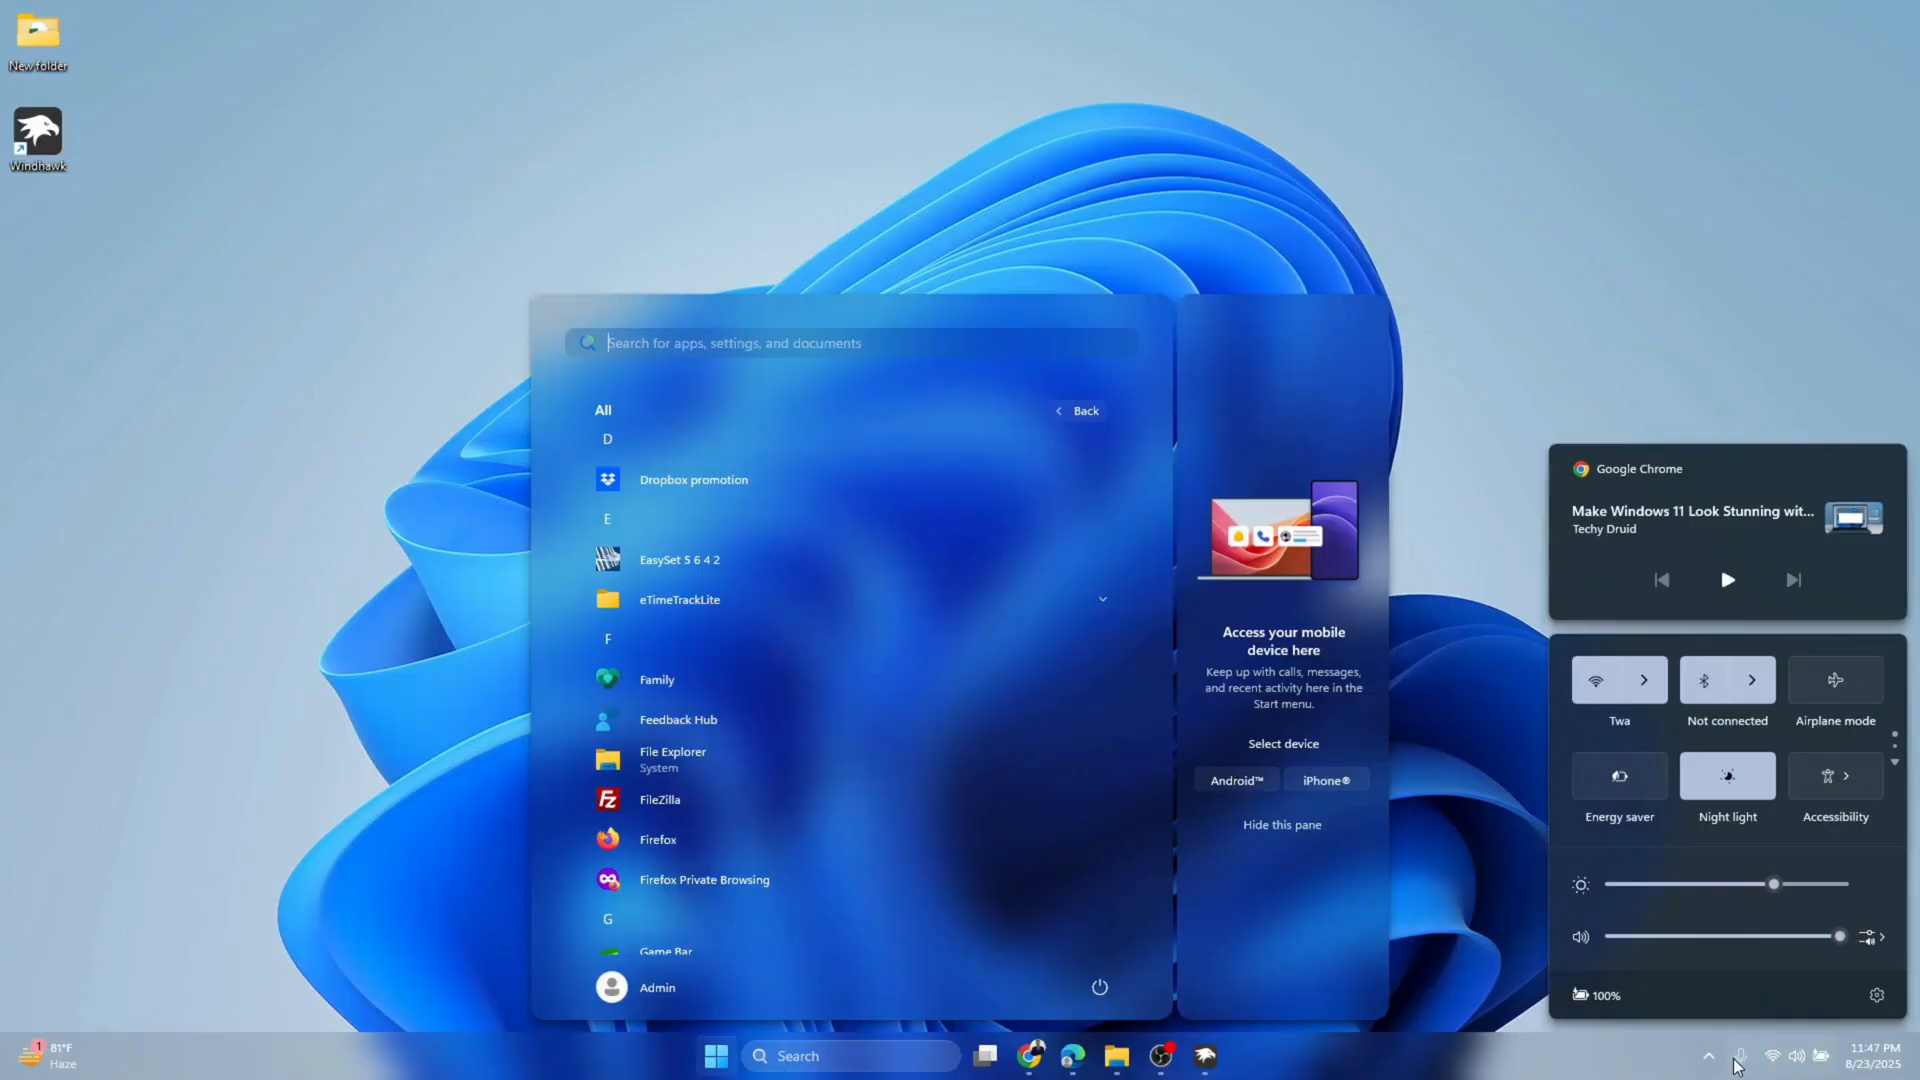 New folder
Windhawk
Search for apps, settings, and documents
All
Back
D
Dropbox promotion
E
EasySet 5 6 4 2
eTimeTrackLite
F
Family
Feedback Hub
File Explorer
System
FileZilla
Firefox
Firefox Private Browsing
G
Game Bar
Admin
Access your mobile
device here
Keep up with calls, messages,
and recent activity here in the
Start menu.
Select device
Android™
iPhone®
Hide this pane
Google Chrome
Make Windows 11 Look Stunning wit...
Techy Druid
Twa
Not connected
Airplane mode
Energy saver
Night light
Accessibility
100%
1
81°F
Haze
Search
11:47 PM
8/23/2025